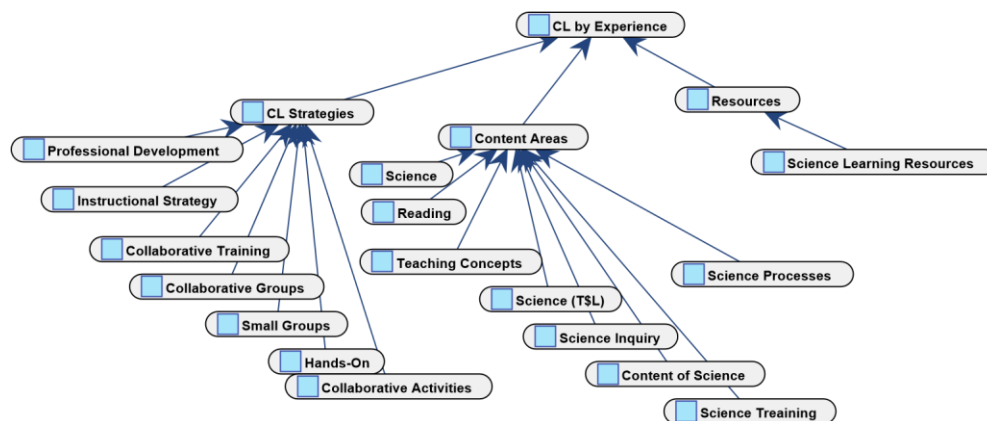 CL by Experience
Resources
CL Strategies
Content Areas
Professional Development
Science Learning Resources
Science
Instructional Strategy
Reading
Collaborative Training
Teaching Concepts
Science Processes
Collaborative Groups
Science (T$L)
Small Groups
Science Inquiry
Hands-On
Content of Science
Collaborative Activities
Science Treaining